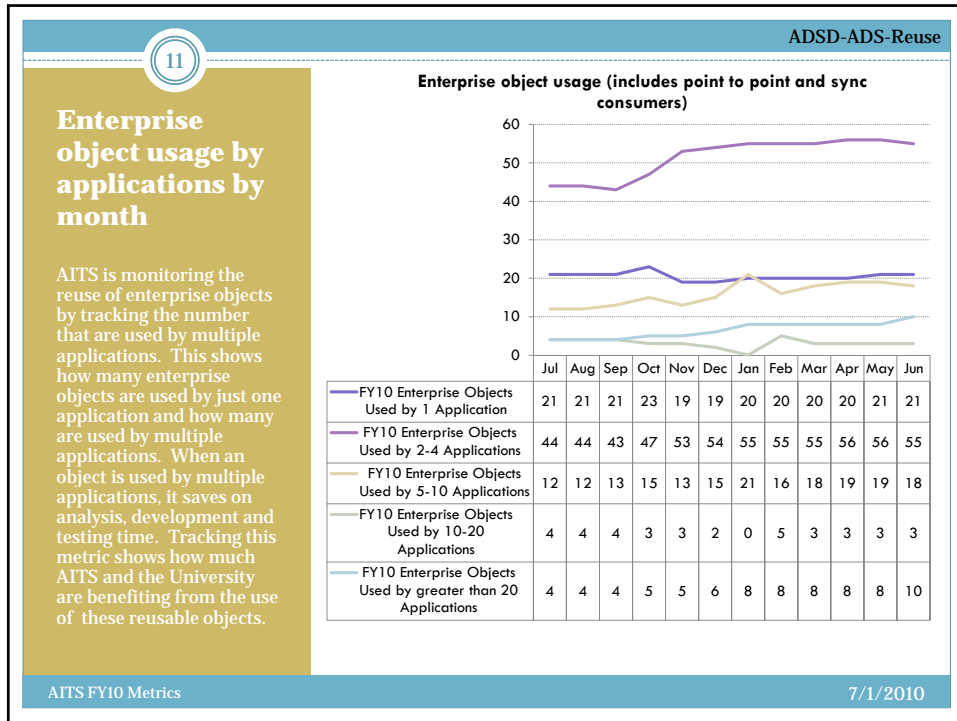 ADSD-ADS-Reuse
11
Enterprise
object usage by
applications by
month
AITS is monitoring the
reuse of enterprise objects
by tracking the number
that are used by multiple
applications. This shows
how many enterprise
objects are used by just one
application and how many
are used by multiple
applications. When an
object is used by multiple
applications, it saves on
analysis, development and
testing time. Tracking this
metric shows how much
AITS and the University
are benefiting from the use
of these reusable objects.
Enterprise object usage (includes point to point and sync
consumers)
60
50
40
30
20
10
0
Jul Aug Sep Oct Nov Dec Jan Feb Mar Apr May Jun
FY10 Enterprise Objects
Used by 1 Application
21 21 21 23 19 19 20 20 20 20 21 21
FY10 Enterprise Objects
Used by 2-4 Applications
44 44 43 47 53 54 55 55 55 56 56 55
FY10 Enterprise Objects
Used by 5-10 Applications
12 12 13 15 13 15 21 16 18 19 19 18
FY10 Enterprise Objects
Used by 10-20
Applications
4 4 4 3 3 2 0 5 3 3 3 3
FY10 Enterprise Objects
Used by greater than 20
Applications
4 4 4 5 5 6 8 8 8 8 8 10
AITS FY10 Metrics
7/1/2010